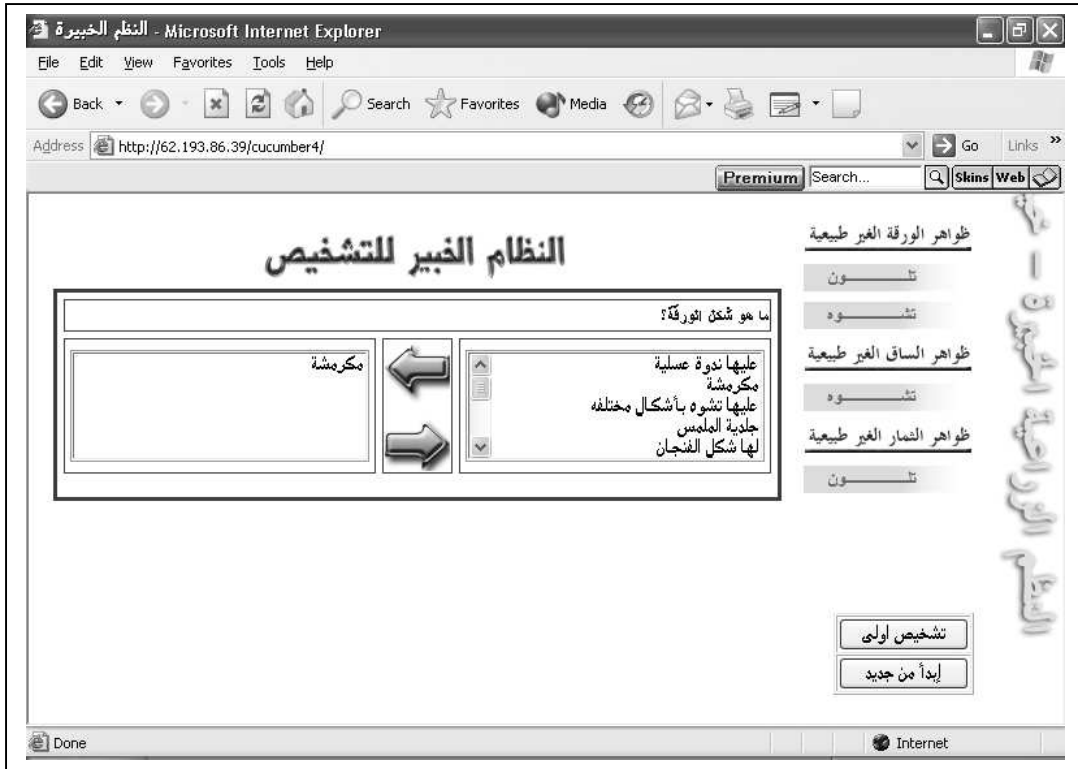 النظم الخبيرة - Microsoft Internet Explorer
File Edit View Favorites Tools Help
Back Search Favorites Media
Address http://62.193.86.39/cucumber4/ Go Links »
Premium Search... Skins Web
النظام الخبير للتشخيص
ما هو شكل الورقة؟
عليها ندوة عسلية
مكرمشة
عليها تشوه بأشكال مختلفه
جلدية الملمس
لها شكل الفنجان
مكرمشة
ظواهر الورقة الغير طبيعية
تلـــــــون
تشـــــــوه
ظواهر الساق الغير طبيعية
تشـــــــوه
ظواهر الثمار الغير طبيعية
تلـــــــون
تشخيص اولى
إبدأ من جديد
النظم
Done Internet